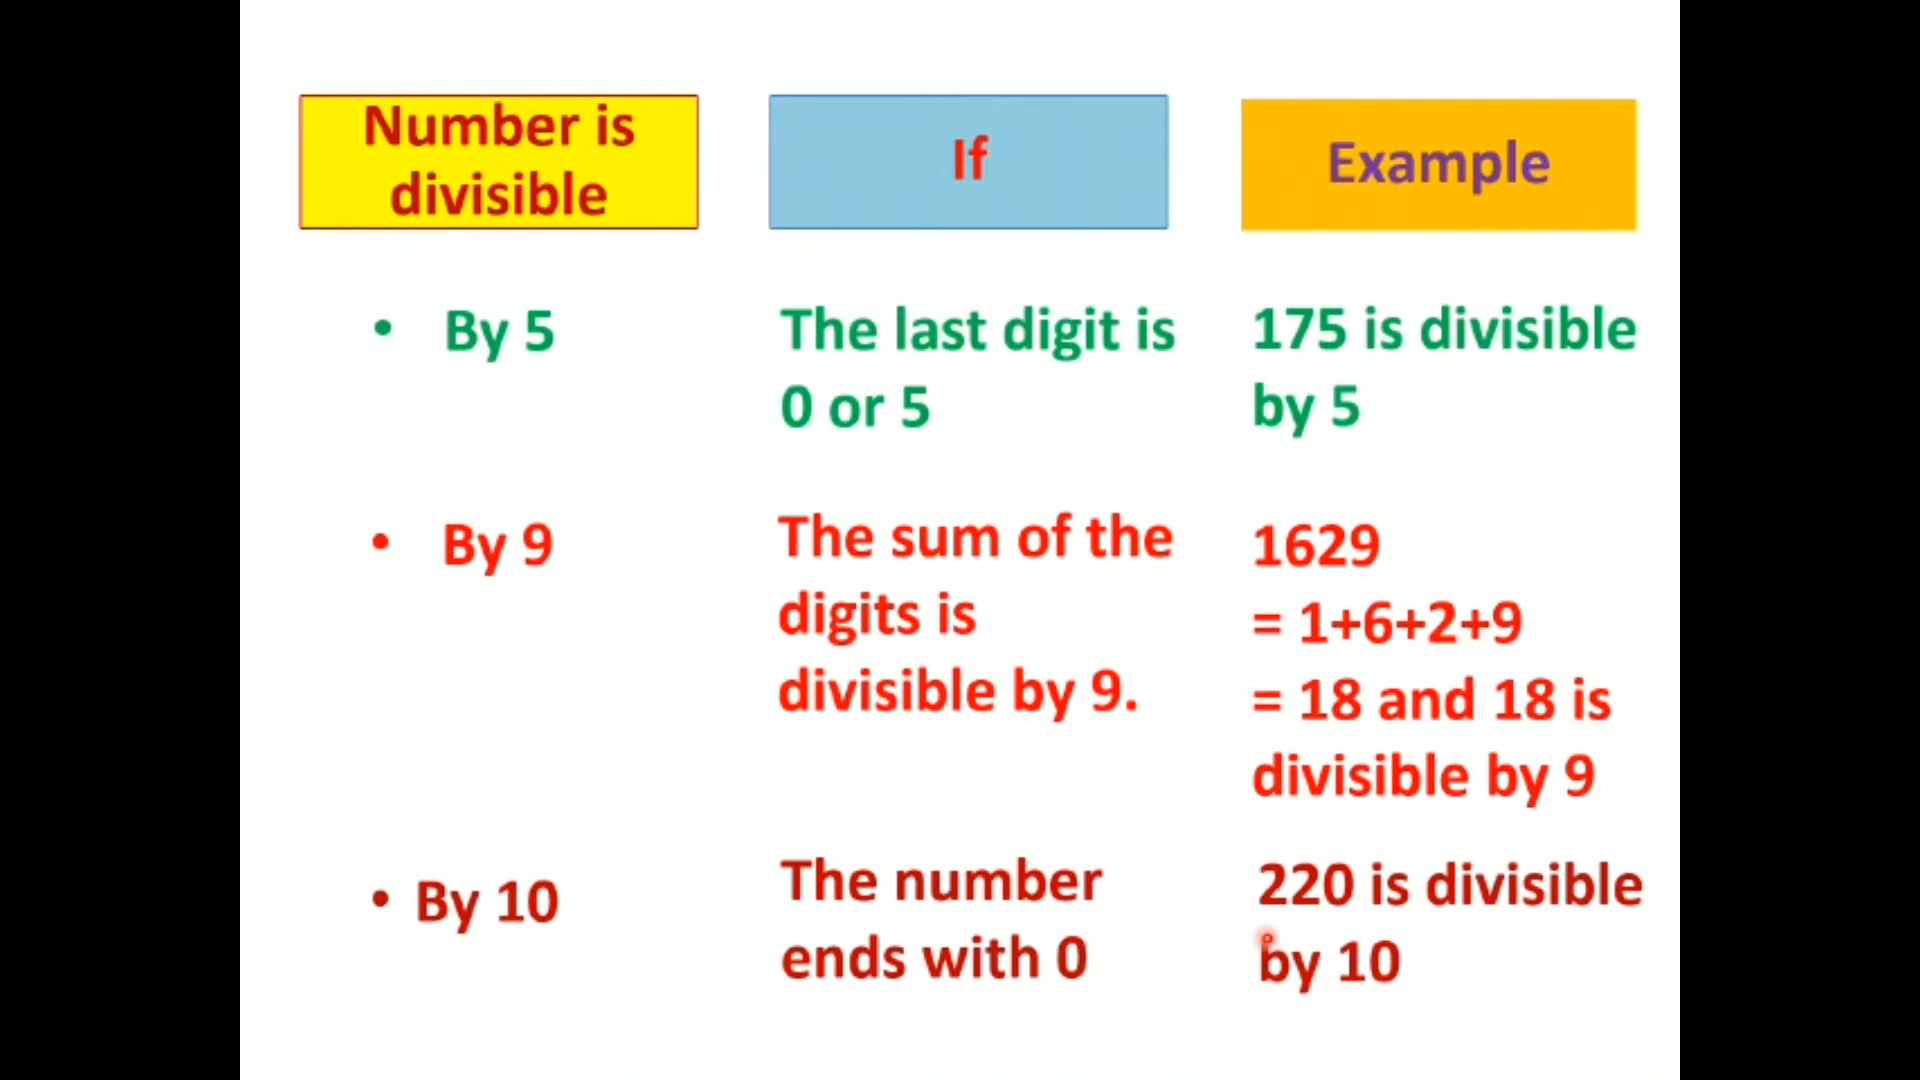 Number is
divisible
If
Example
• By 5
The last digit is
0 or 5
175 is divisible
by 5
• By 9
The sum of the
digits is
divisible by 9.
1629
= 1+6+2+9
= 18 and 18 is
divisible by 9
• By 10
The number
ends with 0
220 is divisible
by 10